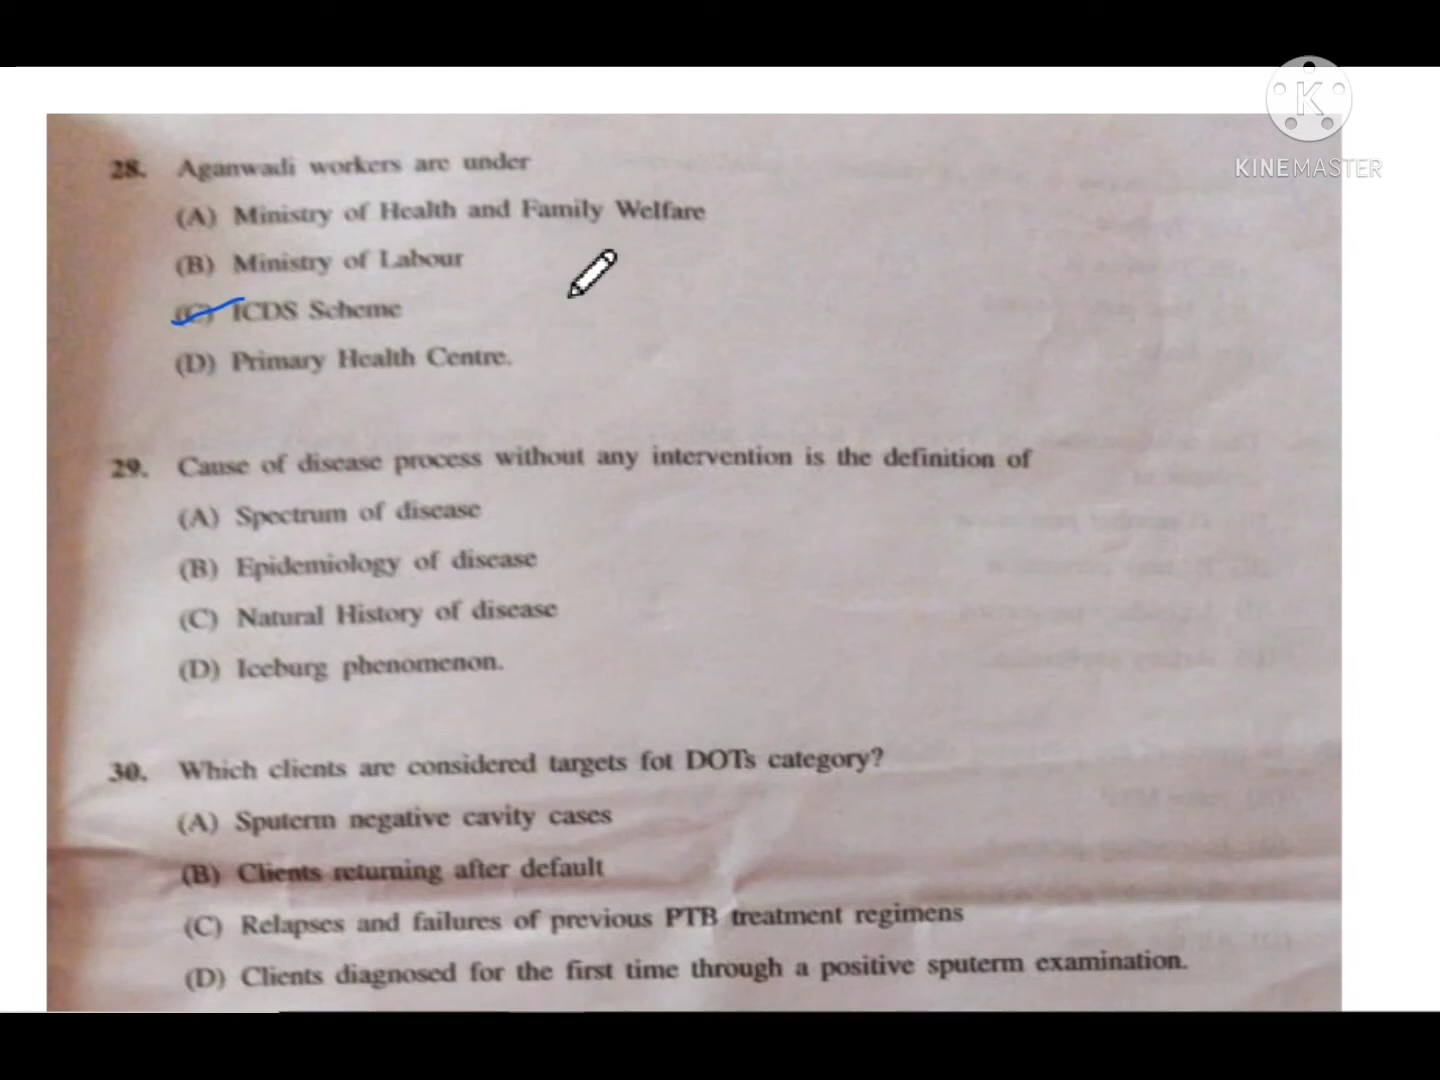 K
KINEMASTER
28. Aganwadi workers are under
(A) Ministry of Health and Family Welfare
(B) Ministry of Labour
(C) ICDS Scheme
(D) Primary Health Centre.
29. Cause of disease process without any intervention is the definition of
(A) Spectrum of disease
(B) Epidemiology of disease
(C) Natural History of disease
(D) Iceburg phenomenon.
30. Which clients are considered targets fot DOTs category?
(A) Sputerm negative cavity cases
(B) Clients returning after default
(C) Relapses and failures of previous PTB treatment regimens
(D) Clients diagnosed for the first time through a positive sputerm examination.